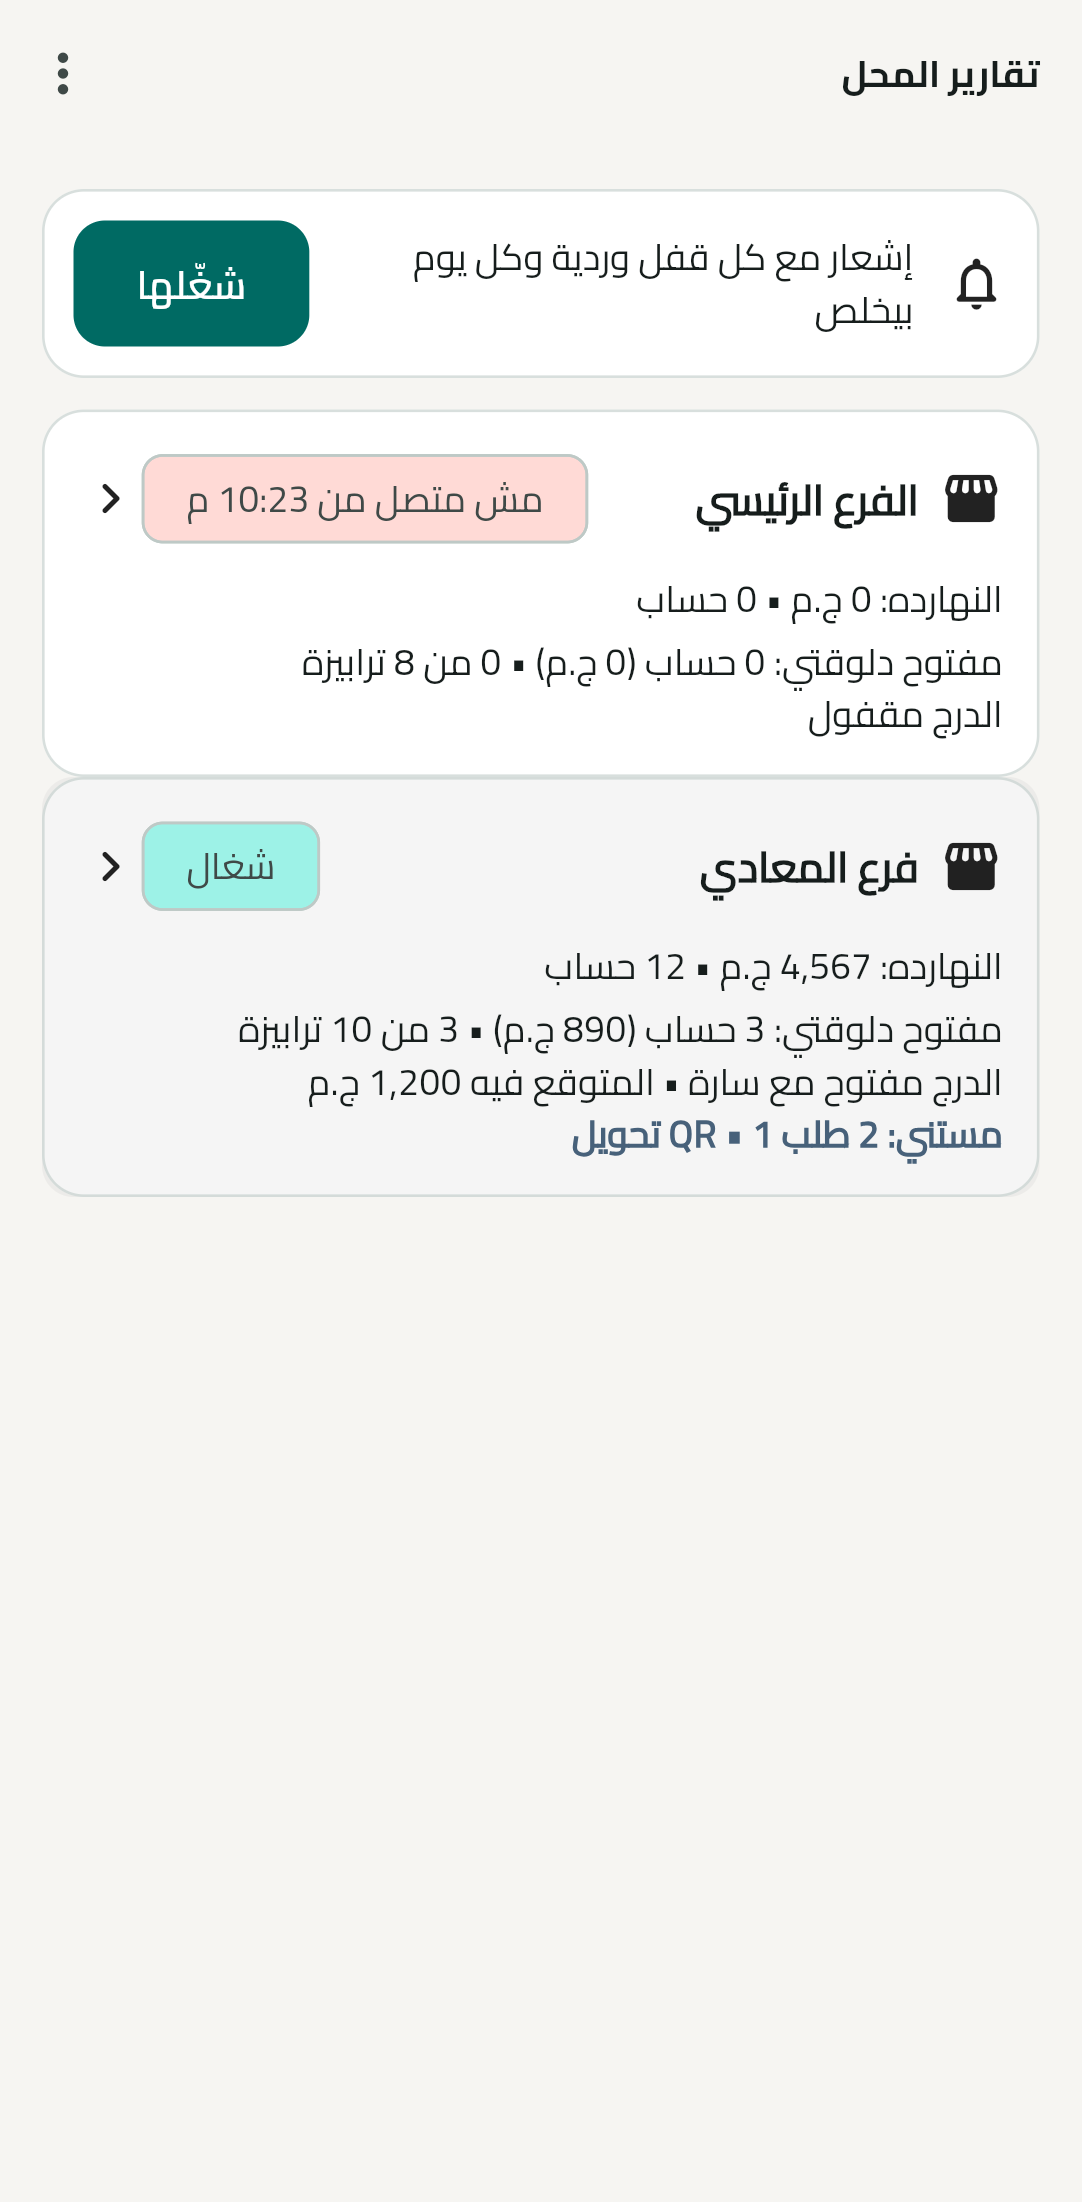 تقارير المحل
إشعار مع كل قفل وردية وكل يوم
بيخلص
شغّلها
الفرع الرئيسي
مش متصل من 10:23 م
النهارده: 0 ج.م ▪ 0 حساب
مفتوح دلوقتي: 0 حساب (0 ج.م) ▪ 0 من 8 ترابيزة
الدرج مقفول
فرع المعادي
شغال
النهارده: 4,567 ج.م ▪ 12 حساب
مفتوح دلوقتي: 3 حساب (890 ج.م) ▪ 3 من 10 ترابيزة
الدرج مفتوح مع سارة ▪ المتوقع فيه 1,200 ج.م
مستني: 2 طلب QR ▪ 1 تحويل